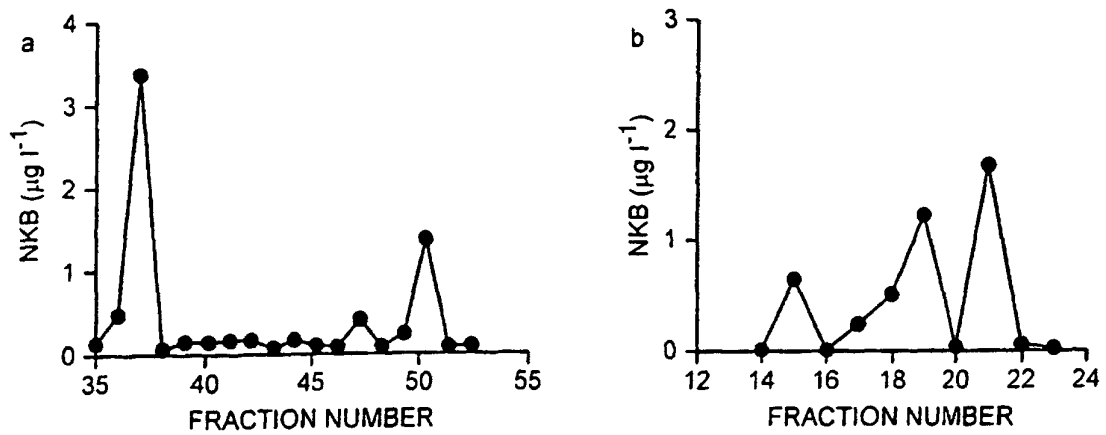 a
NKB (µg l⁻¹)
4
3
2
1
0
35 40 45 50 55
FRACTION NUMBER
b
NKB (µg l⁻¹)
3
2
1
0
12 14 16 18 20 22 24
FRACTION NUMBER